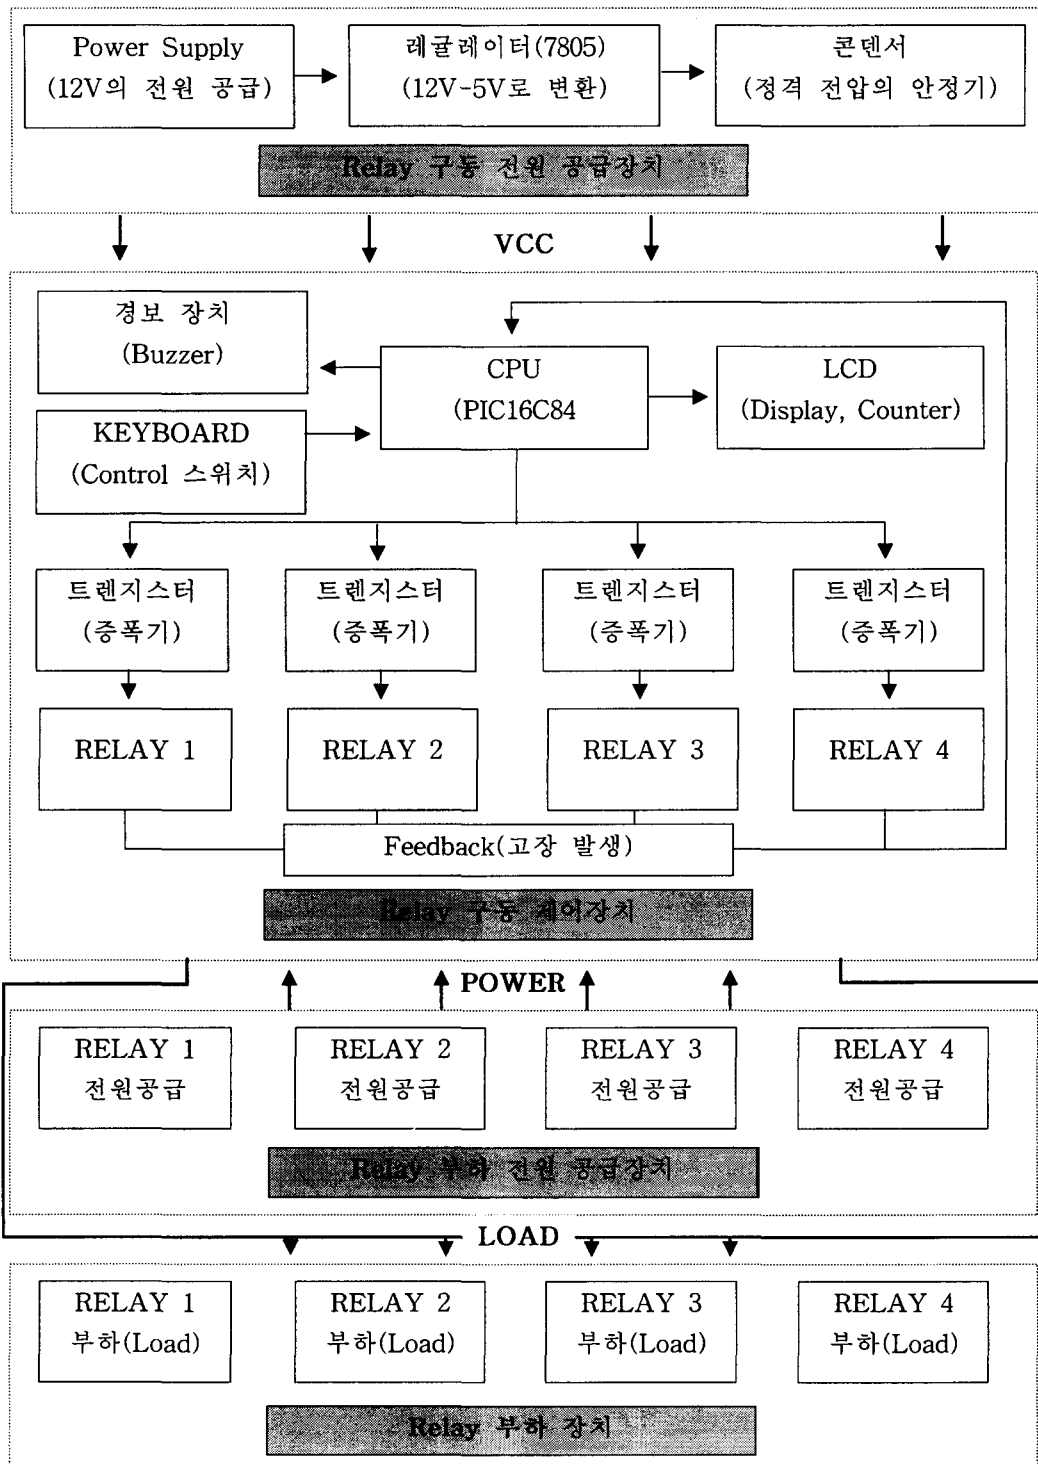 Power Supply
(12V의 전원 공급)
레귤레이터(7805)
(12V-5V로 변환)
콘덴서
(정격 전압의 안정기)
Relay 구동 전원 공급장치
VCC
경보 장치
(Buzzer)
CPU
(PIC16C84
LCD
(Display, Counter)
KEYBOARD
(Control 스위치)
트렌지스터
(증폭기)
트렌지스터
(증폭기)
트렌지스터
(증폭기)
트렌지스터
(증폭기)
RELAY 1
RELAY 2
RELAY 3
RELAY 4
Feedback(고장 발생)
Relay 구동 제어장치
POWER
RELAY 1
전원공급
RELAY 2
전원공급
RELAY 3
전원공급
RELAY 4
전원공급
Relay 부하 전원 공급장치
LOAD
RELAY 1
부하(Load)
RELAY 2
부하(Load)
RELAY 3
부하(Load)
RELAY 4
부하(Load)
Relay 부하 장치